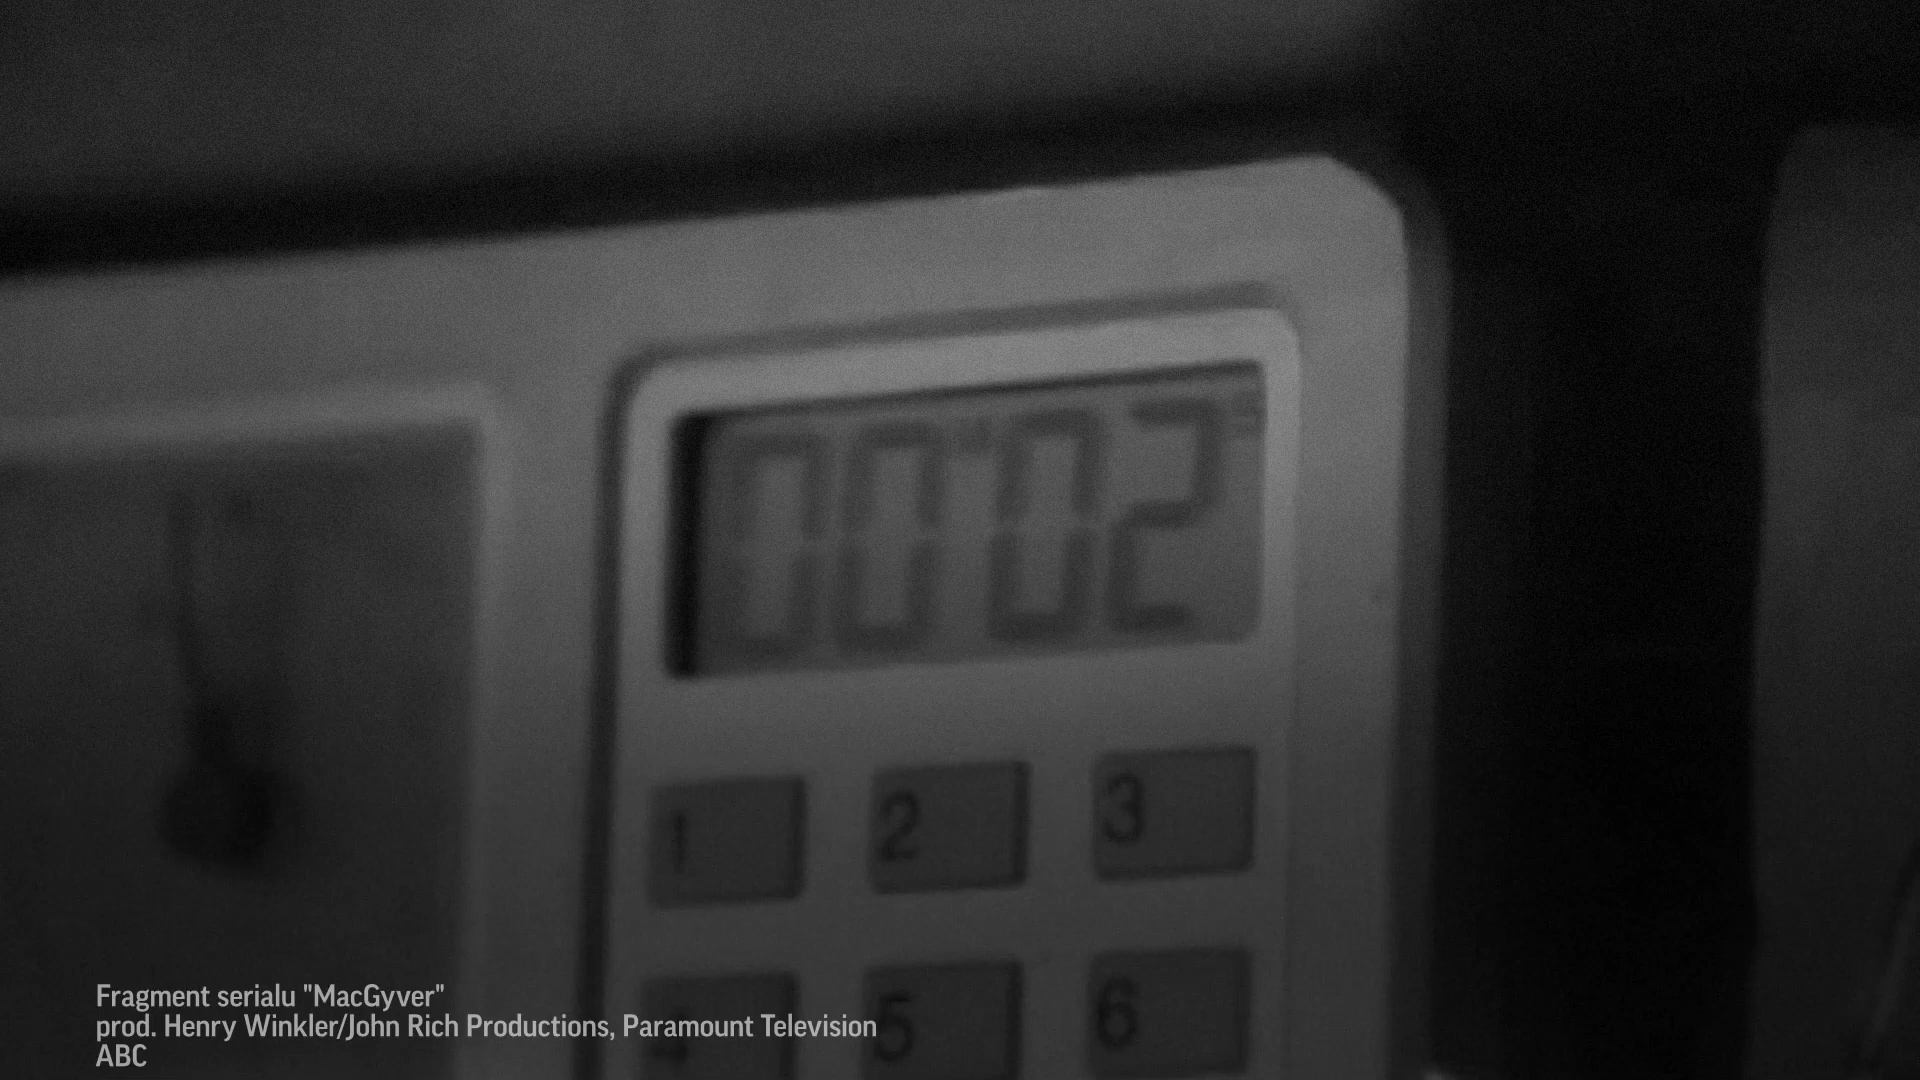 00'02
1 2 3
4 5 6
Fragment serialu "MacGyver"
prod. Henry Winkler/John Rich Productions, Paramount Television
ABC